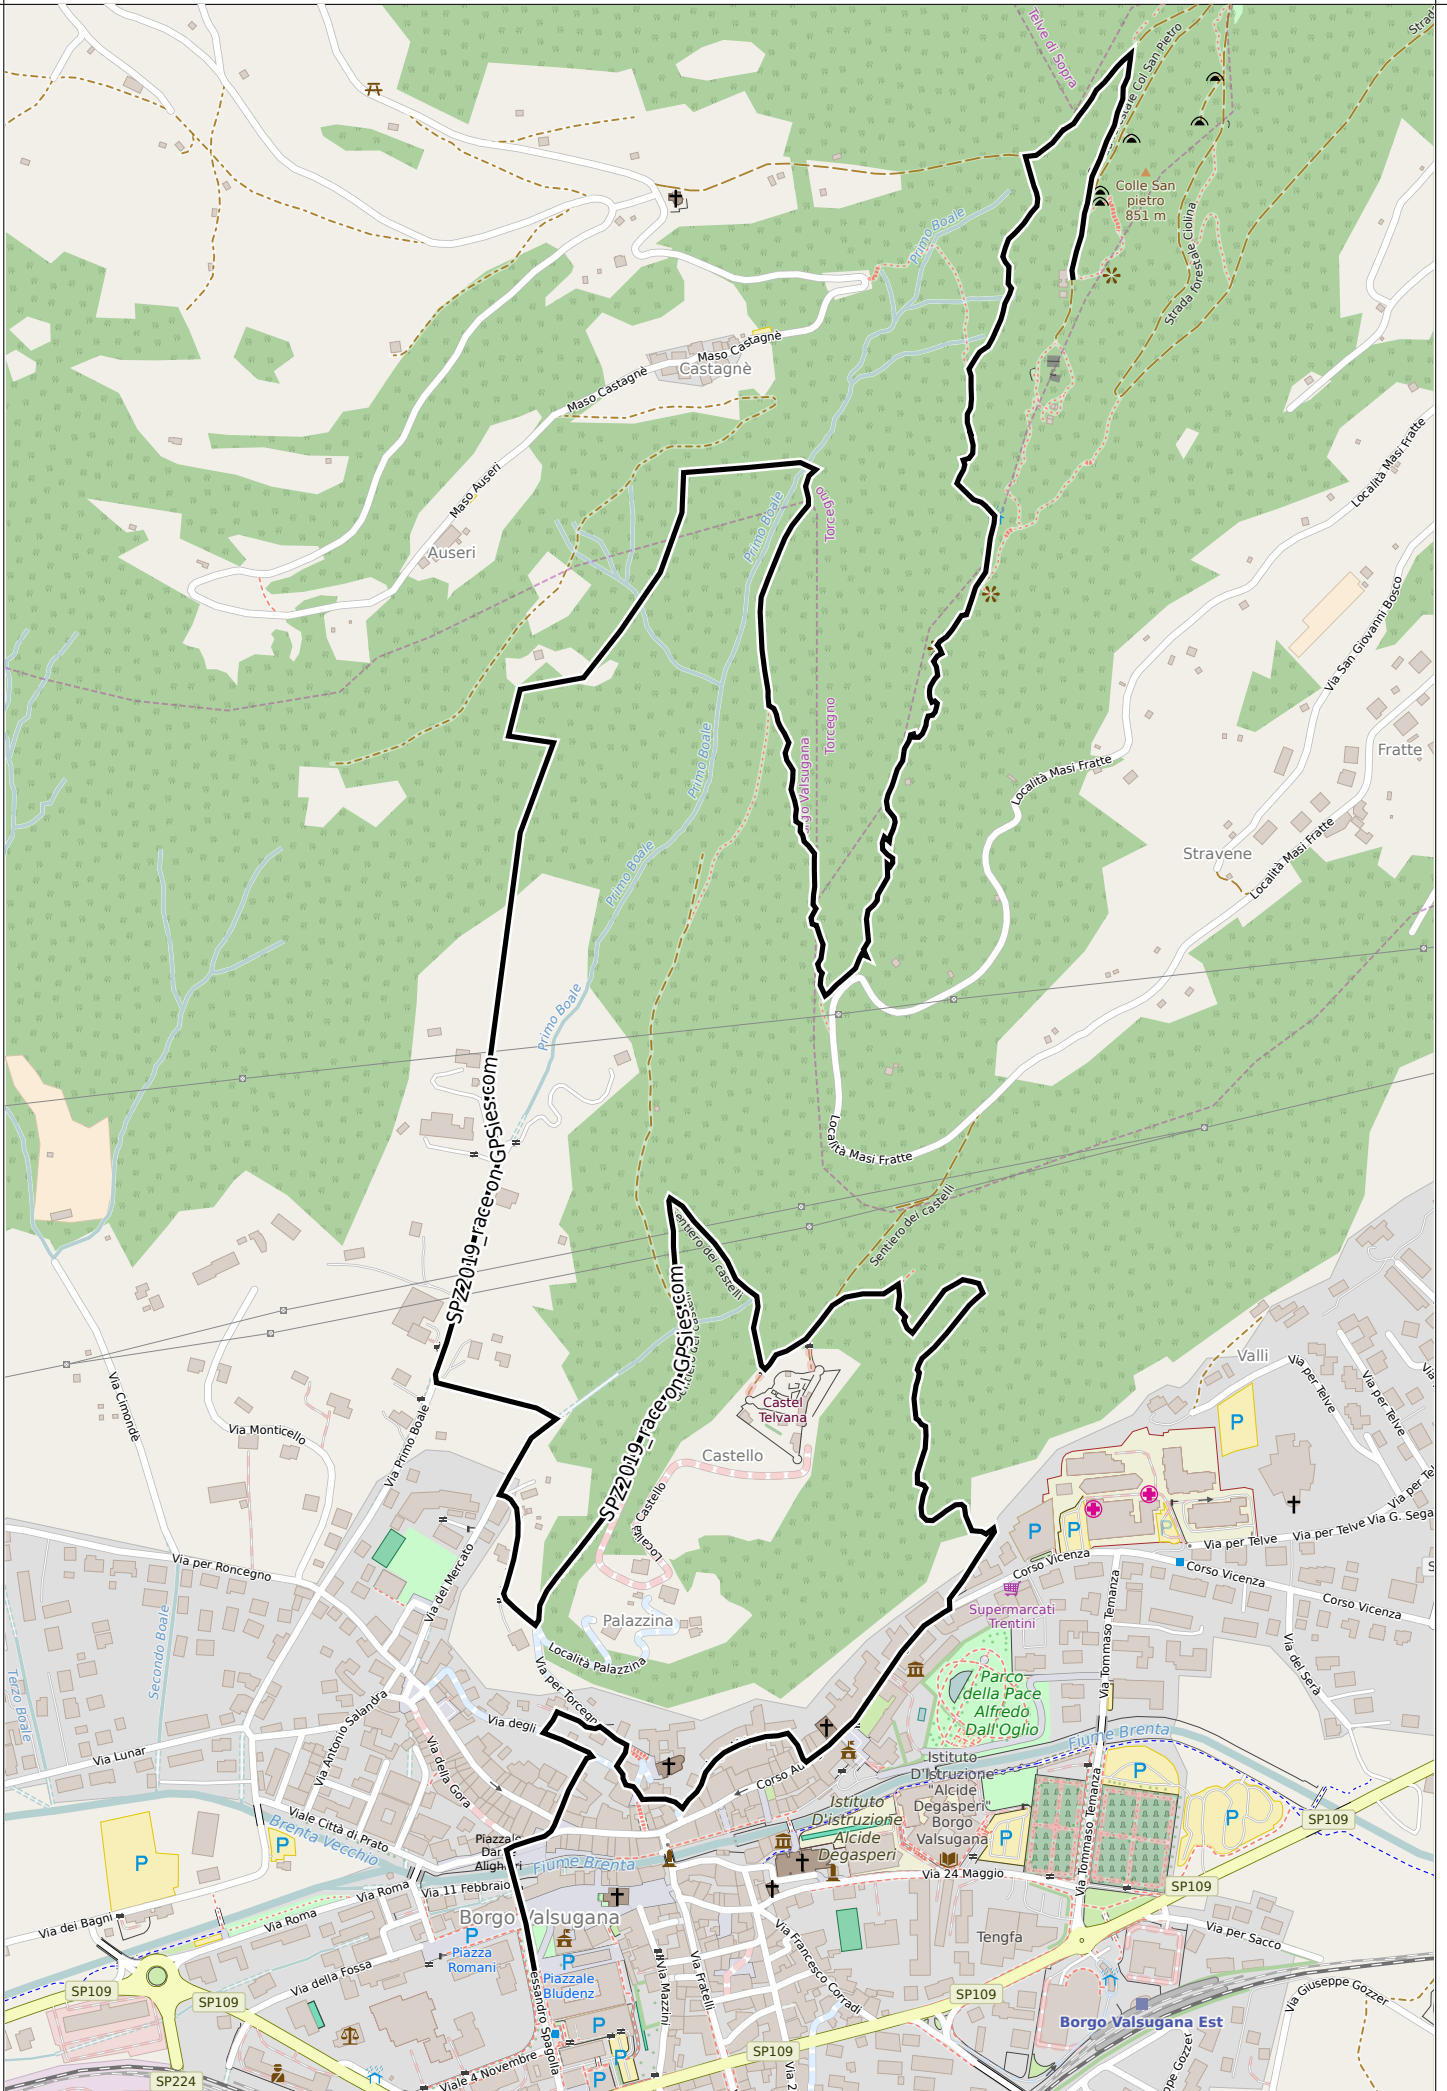 Telve di Sopra
Strada forestale Col San Pietro
Colle San
pietro
851 m
Strada forestale Ciolina
Primo Boale
Maso Castagnè
Maso Castagnè
Castagnè
Maso Auseri
Auseri
Primo Boale
Torcegno
Località Masi Fratte
Via San Giovanni Bosco
Fratte
Torcegno
Primo Boale
Località Masi Fratte
Stravene
Località Masi Fratte
Primo Boale
Primo Boale
SPZ2019_race on GPSies.com
Località Masi Fratte
Sentiero dei castelli
Sentiero dei castelli
SPZ2019_race on GPSies.com
Via Cimondè
Via Monticello
Via Primo Boale
Castel
Telvana
Castello
Località Castello
Valli
Via per Telve
Via per Telve
P
P
P
P
Via per Telve
Via G. Sega
Via per Telve
Via per Roncegno
Via del Mercato
Corso Vicenza
Corso Vicenza
Corso Vicenza
Supermarcati
Trentini
Palazzina
Località Palazzina
Secondo Boale
Terzo Boale
Via per Torcegno
Via Tommaso Temanza
Via del Serà
Parco
della Pace
Alfredo
Dall'Oglio
Via degli
Via Antonio Salandra
Via Lunar
Via della Gora
Fiume Brenta
Corso Au
Istituto
D'Istruzione
"Alcide
Degasperi"
Borgo
Valsugana
P
P
P
Istituto
D'istruzione
Alcide
Degasperi
Viale Città di Prato
Brenta Vecchio
P
P
Fiume Brenta
Via Tommaso Temanza
SP109
Via 24 Maggio
SP109
Via 11 Febbraio
Via Roma
Via Roma
Via dei Bagni
Borgo Valsugana
P
Piazza
Romani
P
Piazzale
Bludenz
Via della Fossa
Via Mazzini
Via Fratelli
Via Francesco Corradi
Tengfa
Via per Sacco
SP109
SP109
SP109
Via Giuseppe Gozzer
Borgo Valsugana Est
P
P
P
SP109
Viale 4 Novembre
SP224